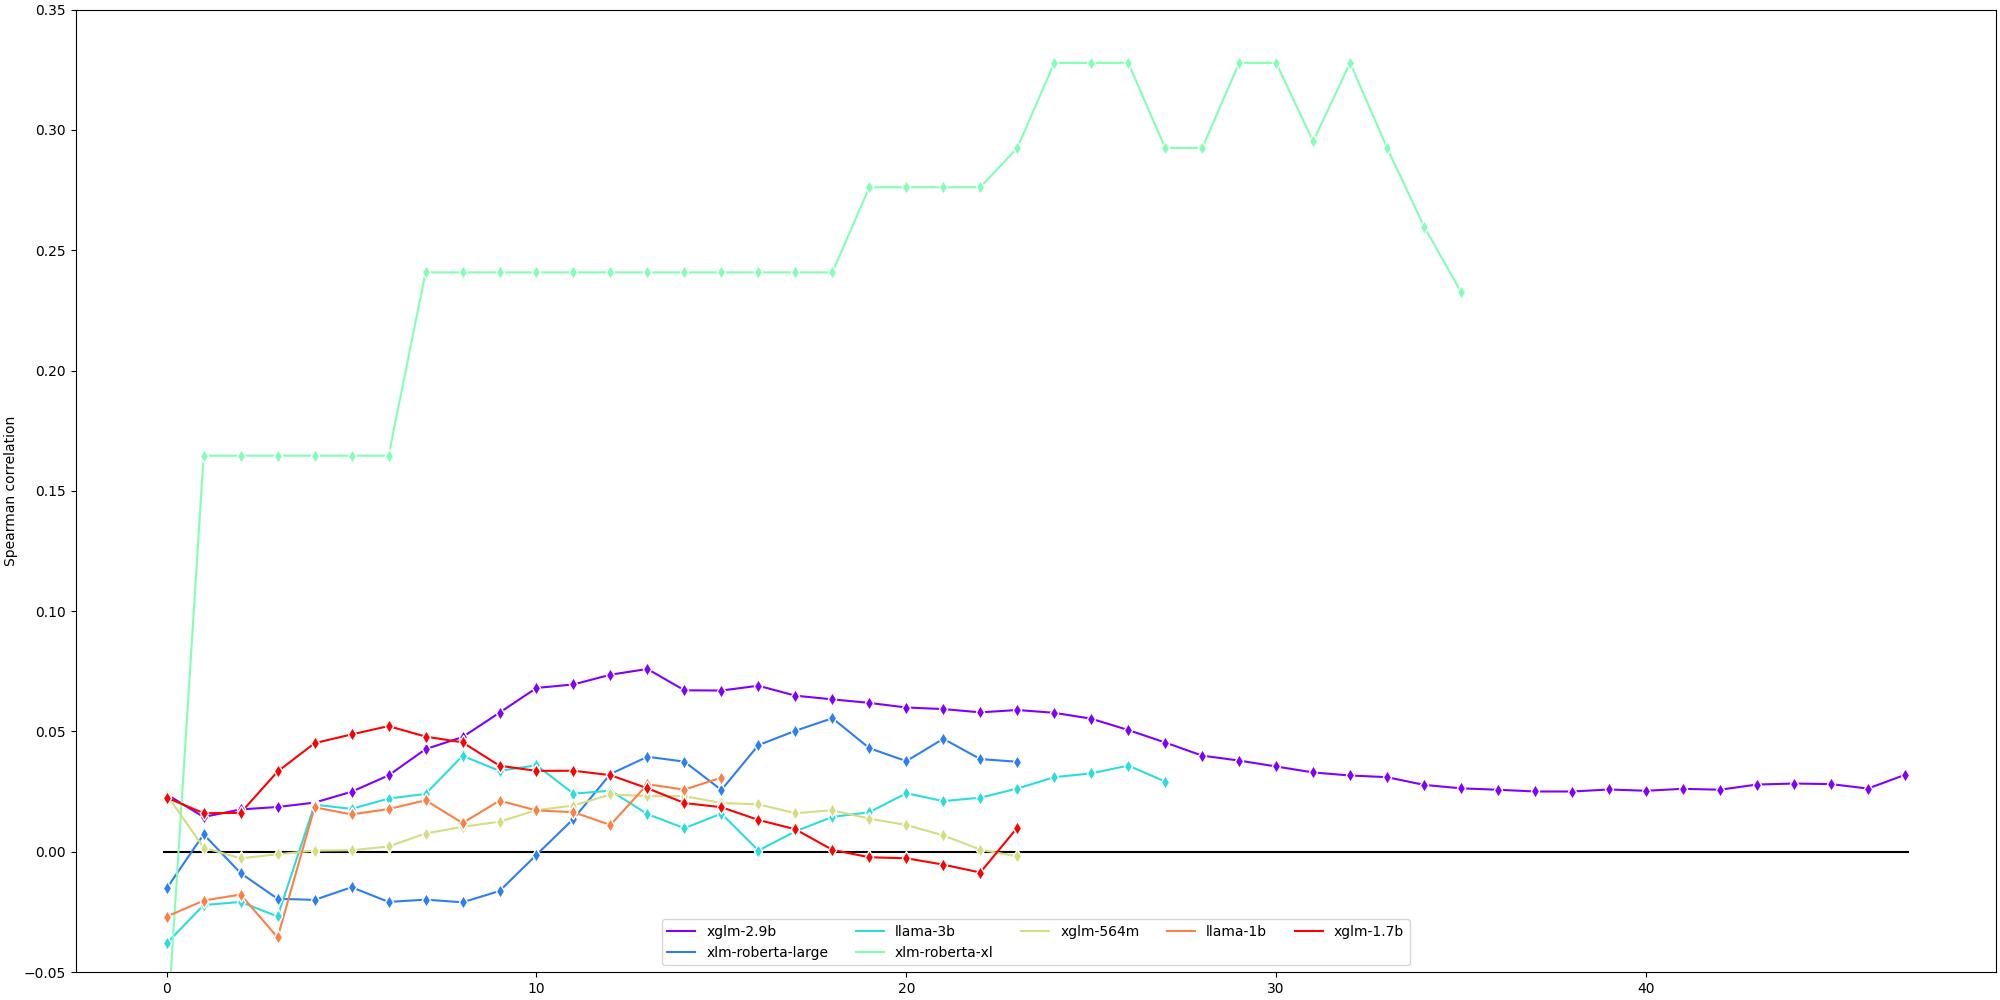 0.35
0.30
0.25
0.20
0.15
0.10
0.05
0.00
−0.05
Spearman correlation
0 10 20 30 40
xglm-2.9b llama-3b xglm-564m llama-1b xglm-1.7b
xlm-roberta-large xlm-roberta-xl